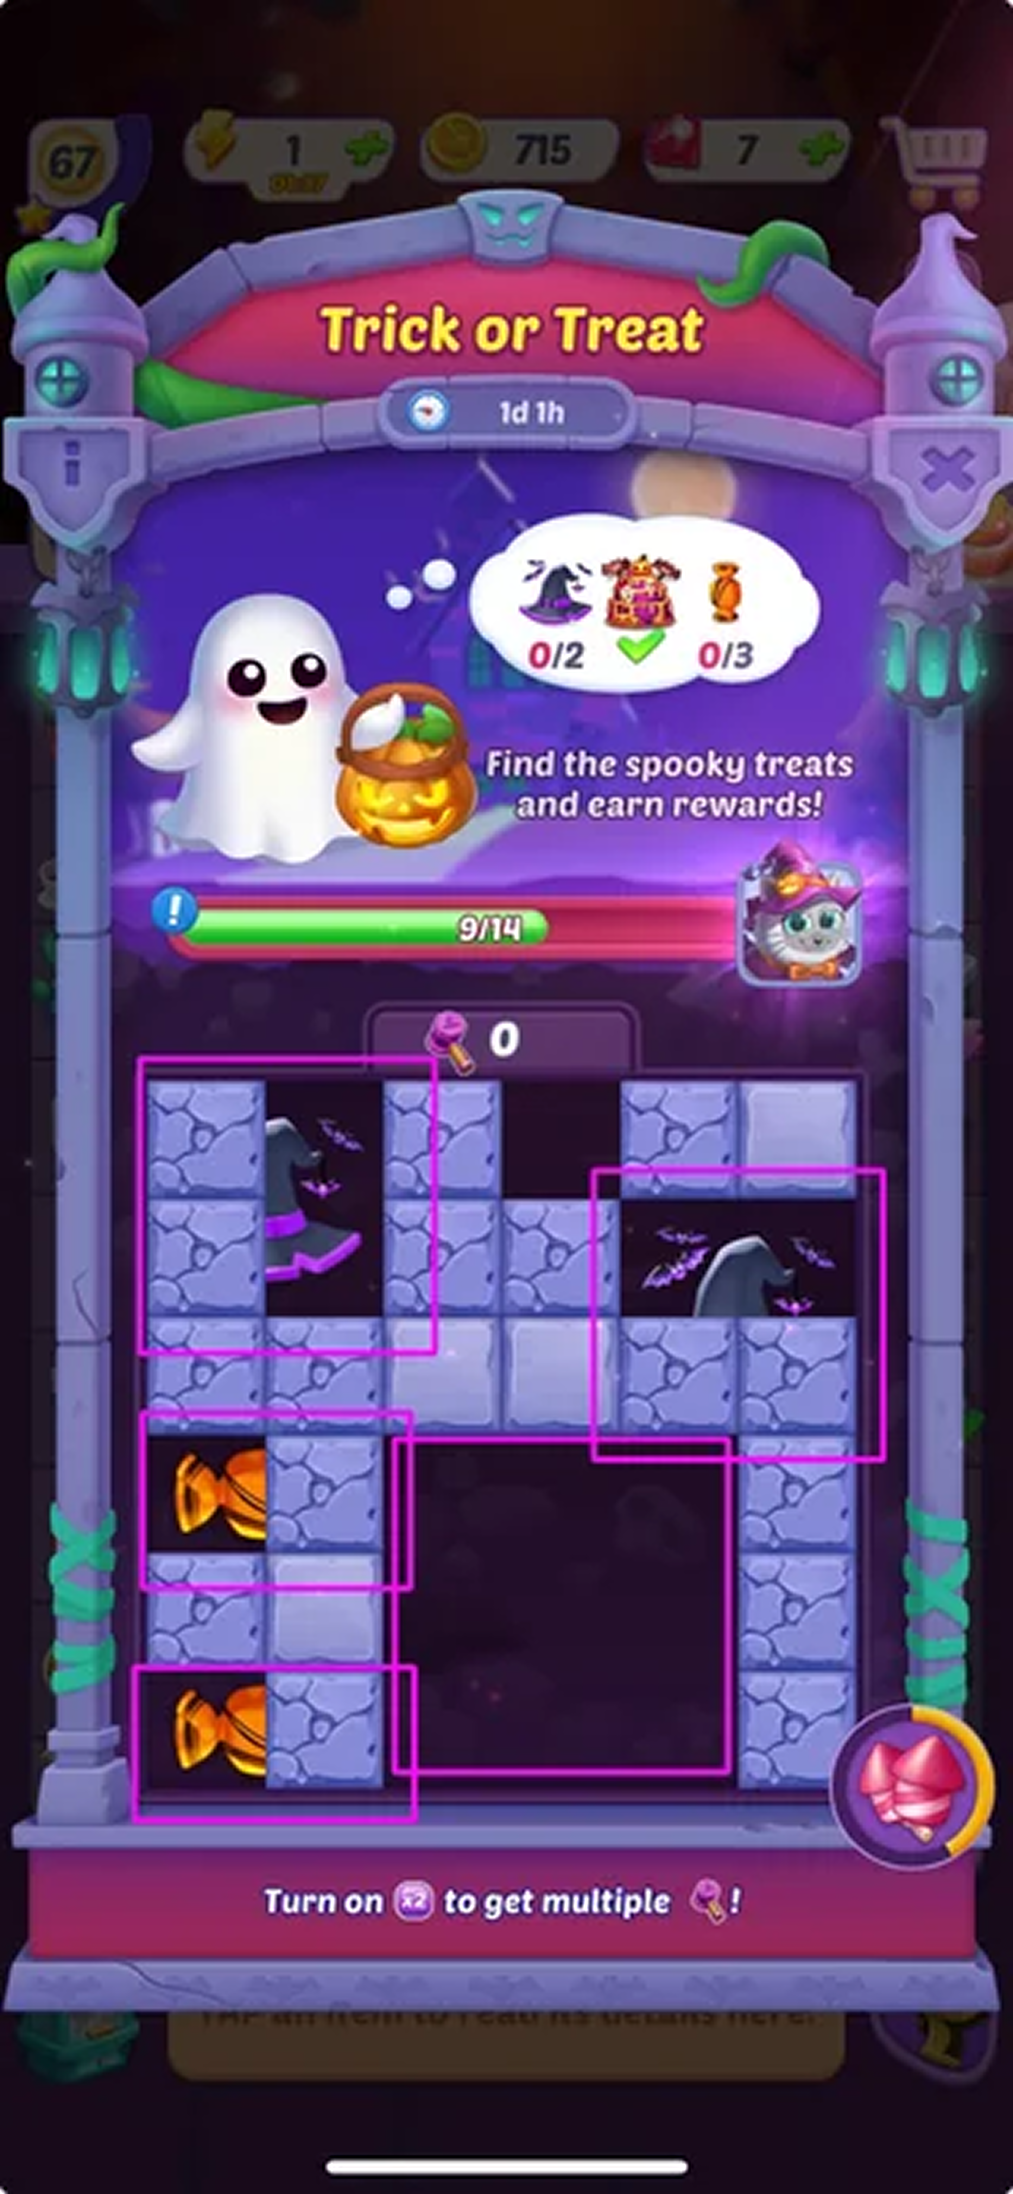 67
1
715
7
Trick or Treat
1d 1h
0/2
0/3
Find the spooky treats
and earn rewards!
9/14
0
Turn on x2 to get multiple !